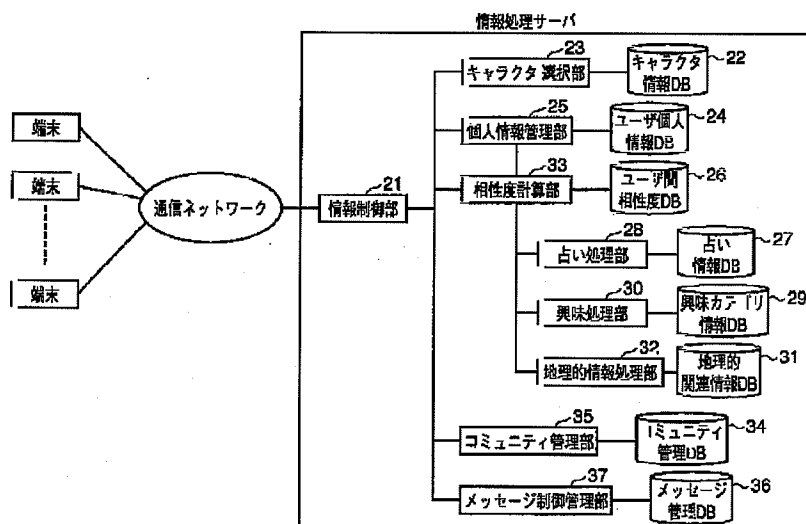 情報処理サーバ
23
キャラクタ選択部
キャラクタ
情報DB
22
25
個人情報管理部
ユーザ個人
情報DB
24
33
相性度計算部
ユーザ間
相性度DB
26
端末
端末
端末
通信ネットワーク
21
情報制御部
28
占い処理部
占い
情報DB
27
30
興味処理部
興味カテゴリ
情報DB
29
32
地理的情報処理部
地理的
関連情報DB
31
35
コミュニティ管理部
コミュニティ
管理DB
34
37
メッセージ制御管理部
メッセージ
管理DB
36